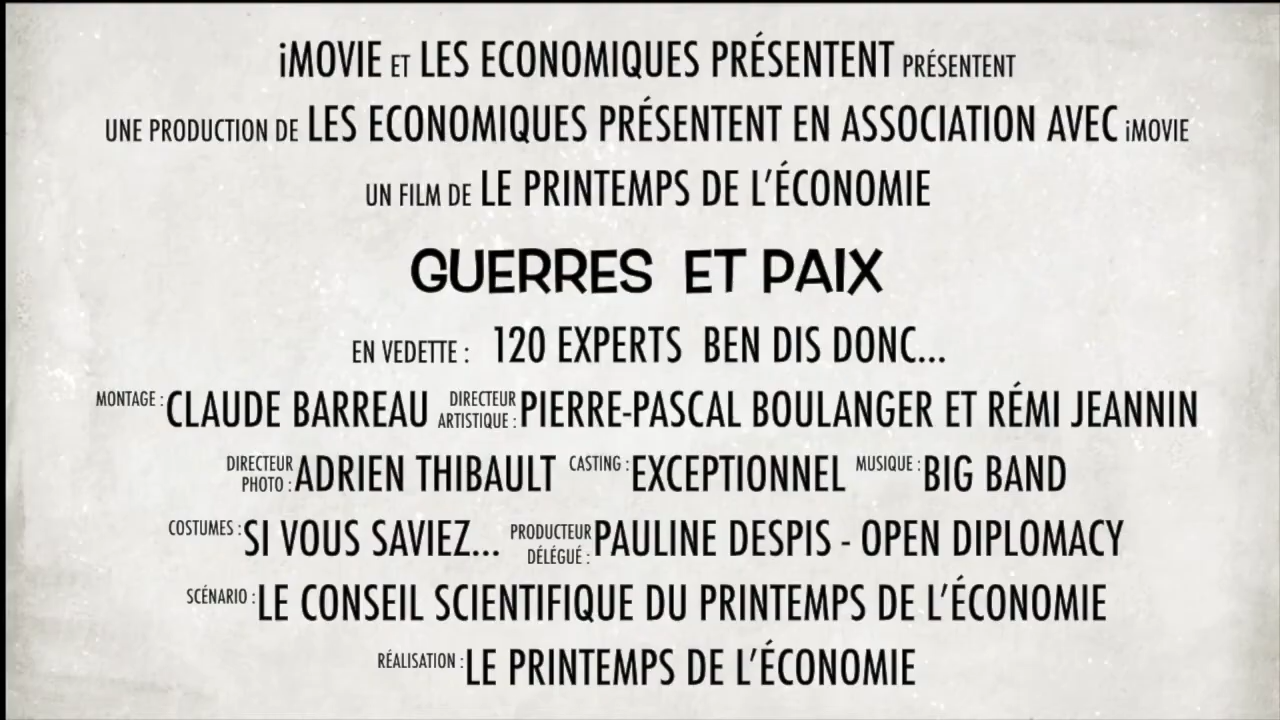 iMOVIE ET LES ECONOMIQUES PRÉSENTENT PRÉSENTENT
UNE PRODUCTION DE LES ECONOMIQUES PRÉSENTENT EN ASSOCIATION AVEC iMOVIE
UN FILM DE LE PRINTEMPS DE L'ÉCONOMIE
GUERRES ET PAIX
EN VEDETTE : 120 EXPERTS BEN DIS DONC...
MONTAGE : CLAUDE BARREAU DIRECTEUR ARTISTIQUE : PIERRE-PASCAL BOULANGER ET RÉMI JEANNIN
DIRECTEUR PHOTO : ADRIEN THIBAULT CASTING : EXCEPTIONNEL MUSIQUE : BIG BAND
COSTUMES : SI VOUS SAVIEZ... PRODUCTEUR DÉLÉGUÉ : PAULINE DESPIS - OPEN DIPLOMACY
SCÉNARIO : LE CONSEIL SCIENTIFIQUE DU PRINTEMPS DE L'ÉCONOMIE
RÉALISATION : LE PRINTEMPS DE L'ÉCONOMIE